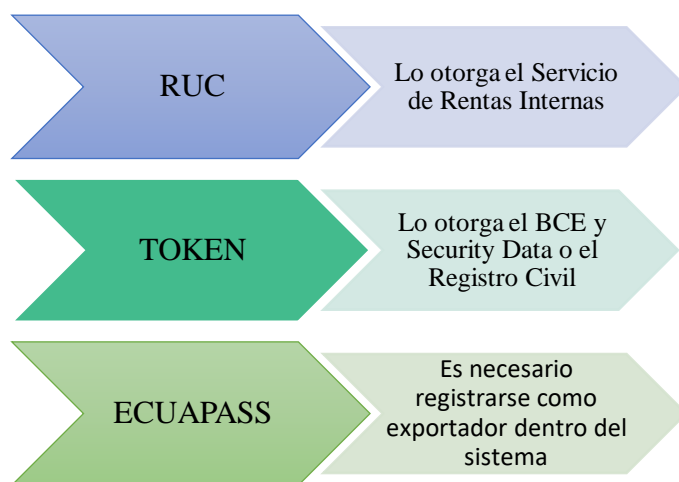 RUC
Lo otorga el Servicio
de Rentas Internas
TOKEN
Lo otorga el BCE y
Security Data o el
Registro Civil
ECUAPASS
Es necesario
registrarse como
exportador dentro del
sistema